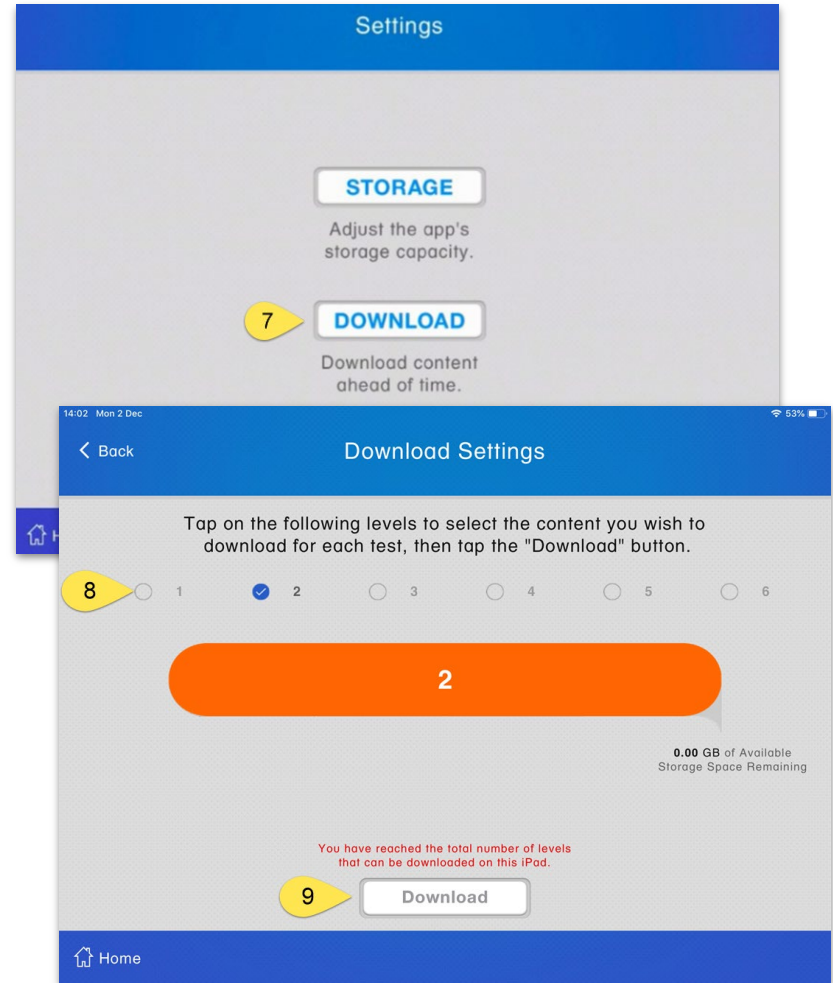 Settings
STORAGE
Adjust the app's
storage capacity.
7
DOWNLOAD
Download content
ahead of time.
14:02 Mon 2 Dec
53%
Back
Download Settings
Tap on the following levels to select the content you wish to
download for each test, then tap the "Download" button.
8
1 2 3 4 5 6
2
0.00 GB of Available
Storage Space Remaining
You have reached the total number of levels
that can be downloaded on this iPad.
9
Download
Home